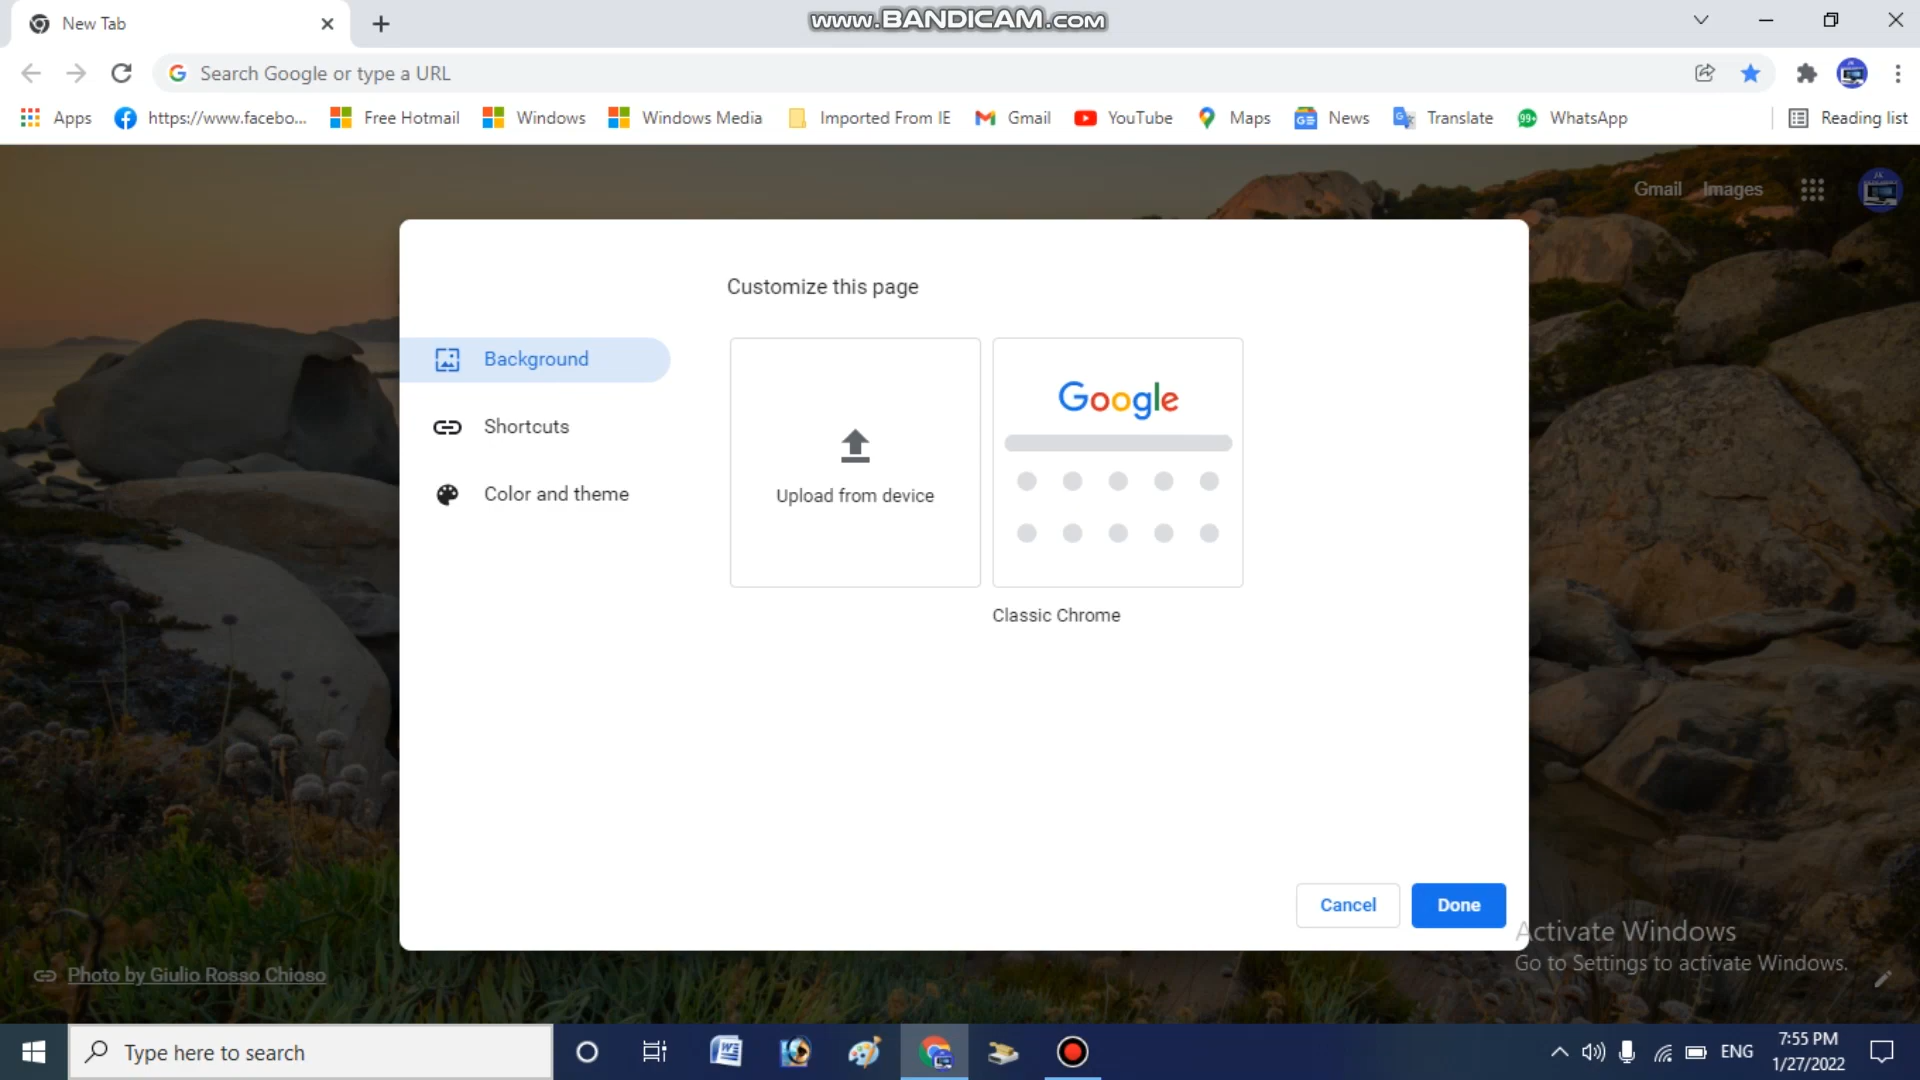 New Tab
www.BANDICAM.com
Search Google or type a URL
Apps
https://www.facebo...
Free Hotmail
Windows
Windows Media
Imported From IE
Gmail
YouTube
Maps
News
Translate
99+
WhatsApp
Reading list
Gmail
Images
Customize this page
Background
Shortcuts
Color and theme
Upload from device
Google
Classic Chrome
Cancel
Done
Activate Windows
Go to Settings to activate Windows.
Photo by Giulio Rosso Chioso
Type here to search
ENG
7:55 PM
1/27/2022